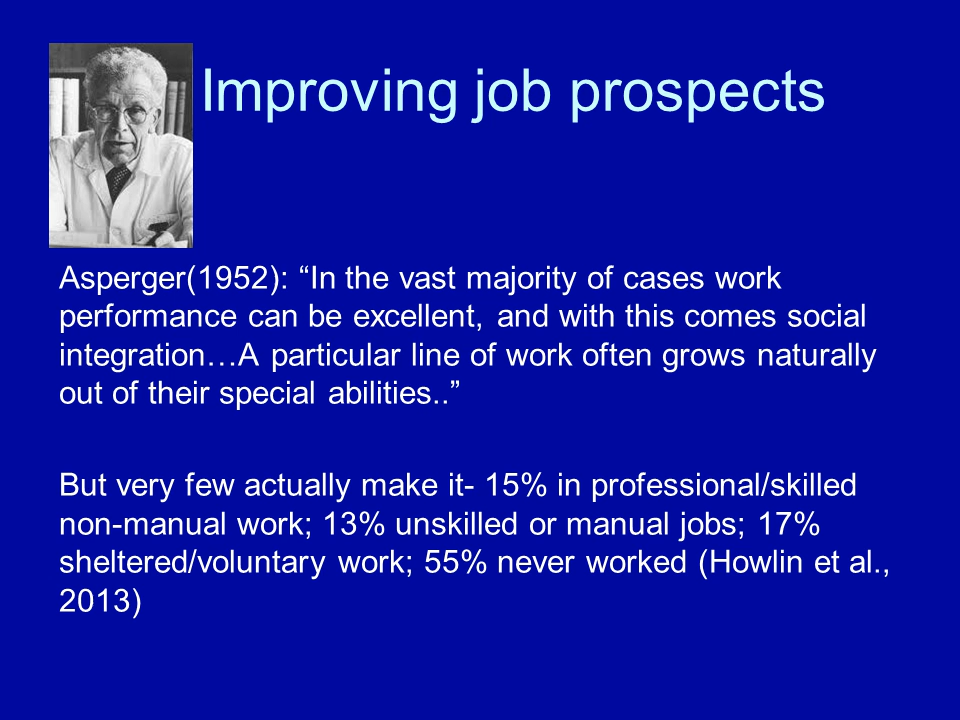 Improving job prospects
Asperger(1952): “In the vast majority of cases work
performance can be excellent, and with this comes social
integration…A particular line of work often grows naturally
out of their special abilities..”
But very few actually make it- 15% in professional/skilled
non-manual work; 13% unskilled or manual jobs; 17%
sheltered/voluntary work; 55% never worked (Howlin et al.,
2013)